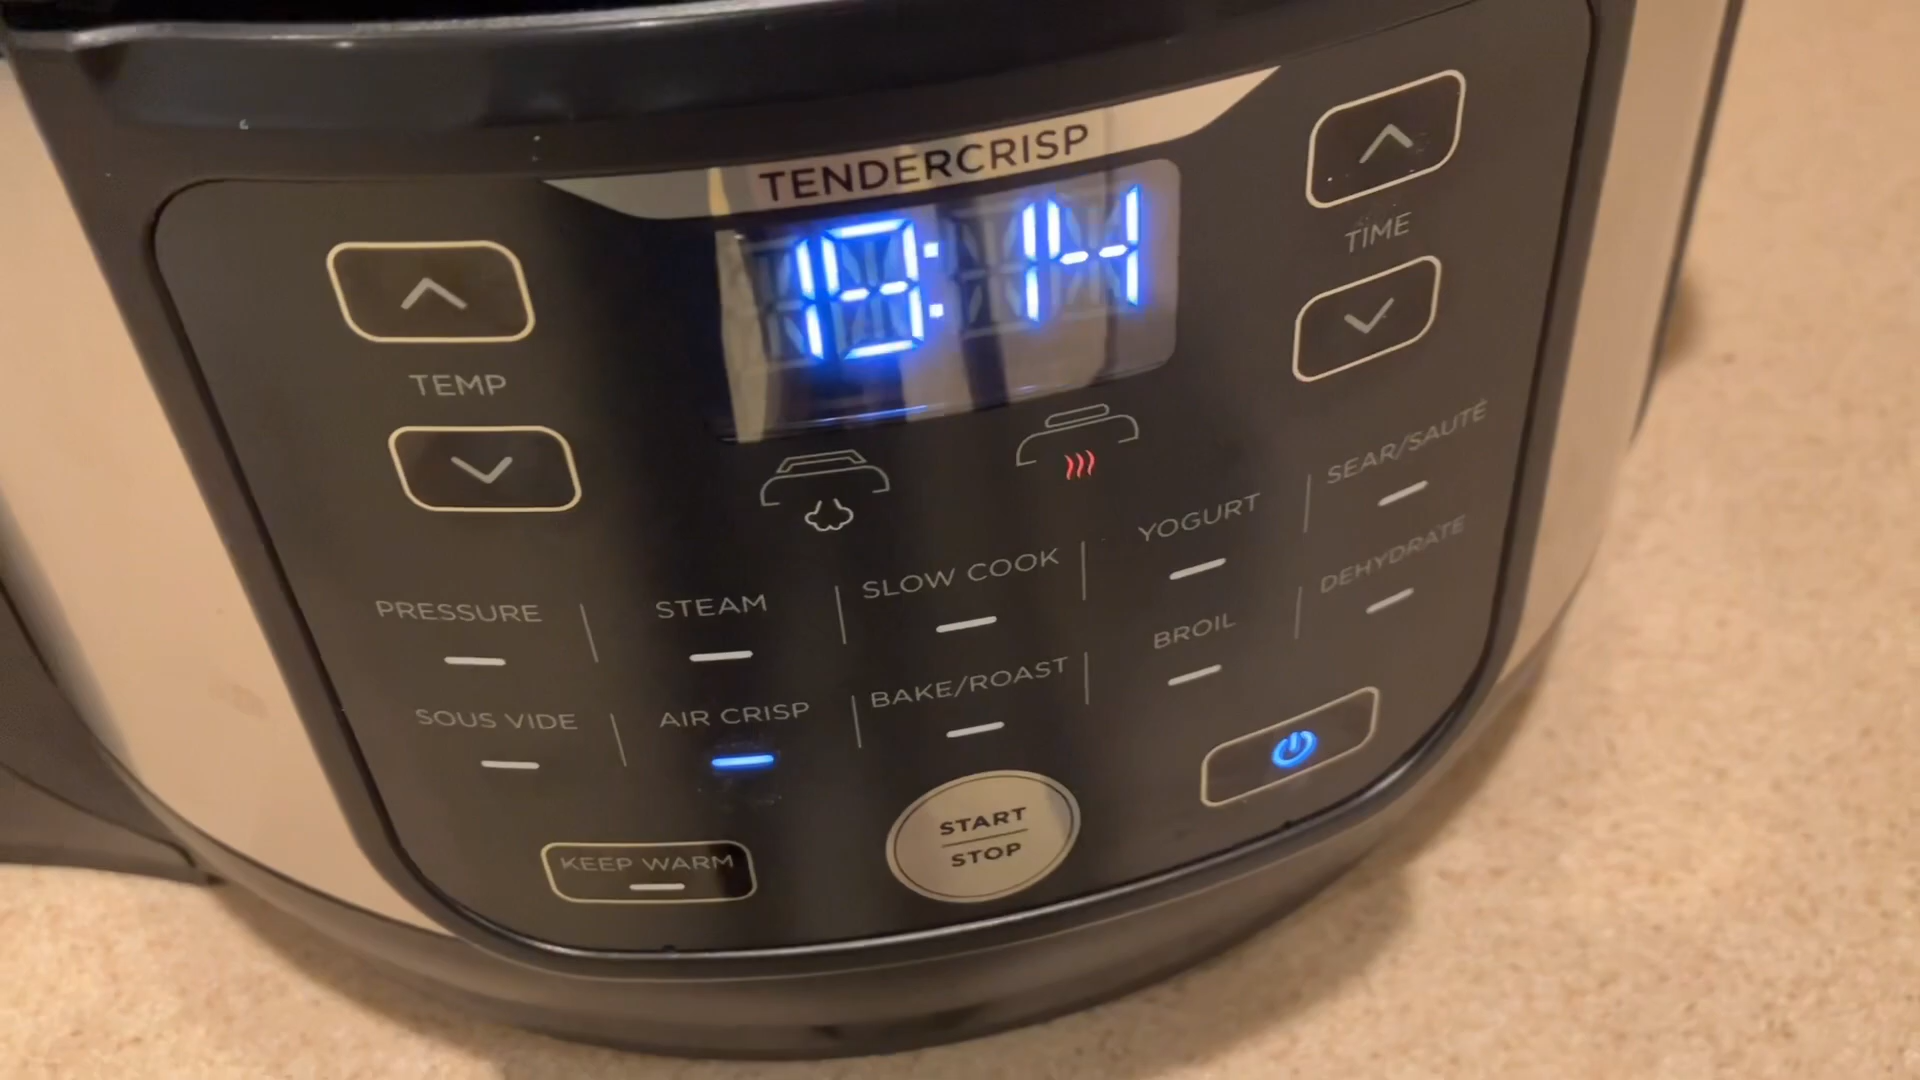 TENDERCRISP
19:14
TEMP
TIME
PRESSURE
STEAM
SLOW COOK
YOGURT
SEAR/SAUTÉ
SOUS VIDE
AIR CRISP
BAKE/ROAST
BROIL
DEHYDRATE
KEEP WARM
START
STOP